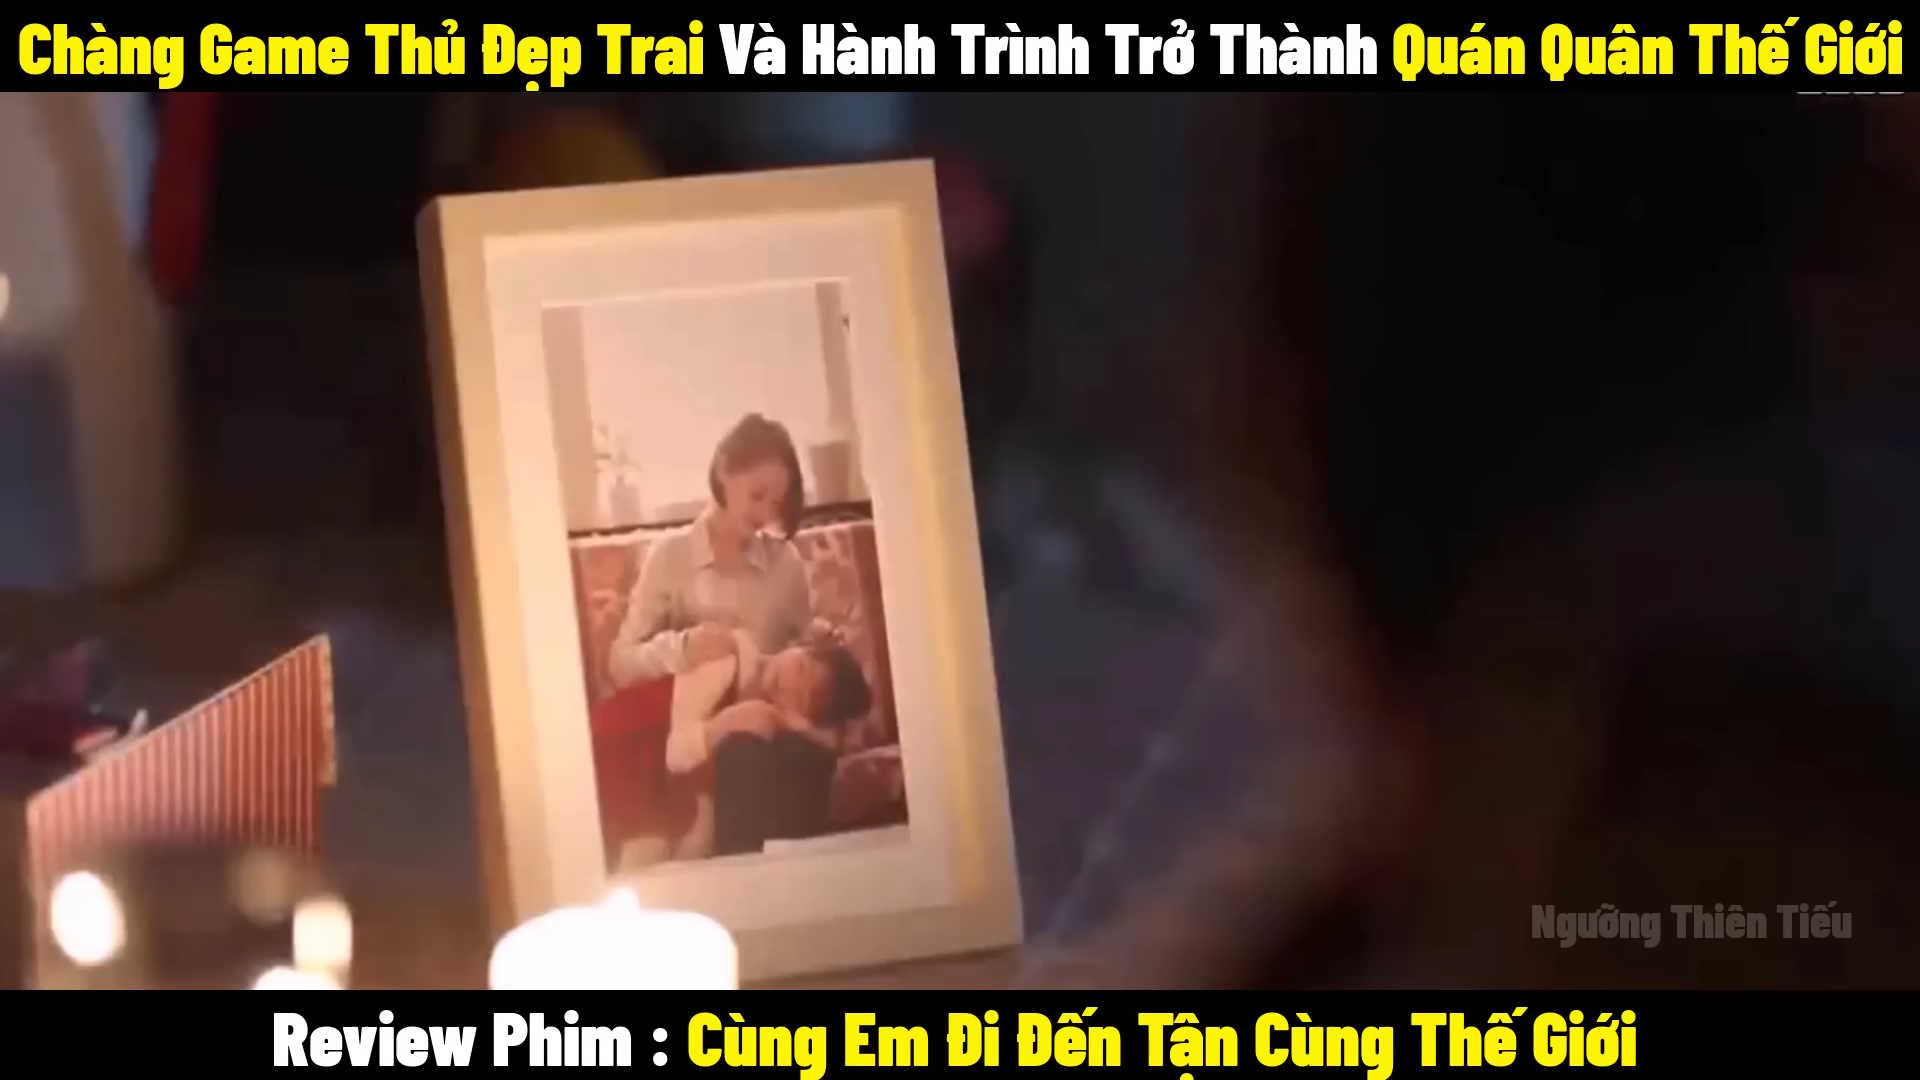 Chàng Game Thủ Đẹp Trai Và Hành Trình Trở Thành Quán Quân Thế Giới
Ngưỡng Thiên Tiếu
Review Phim : Cùng Em Đi Đến Tận Cùng Thế Giới